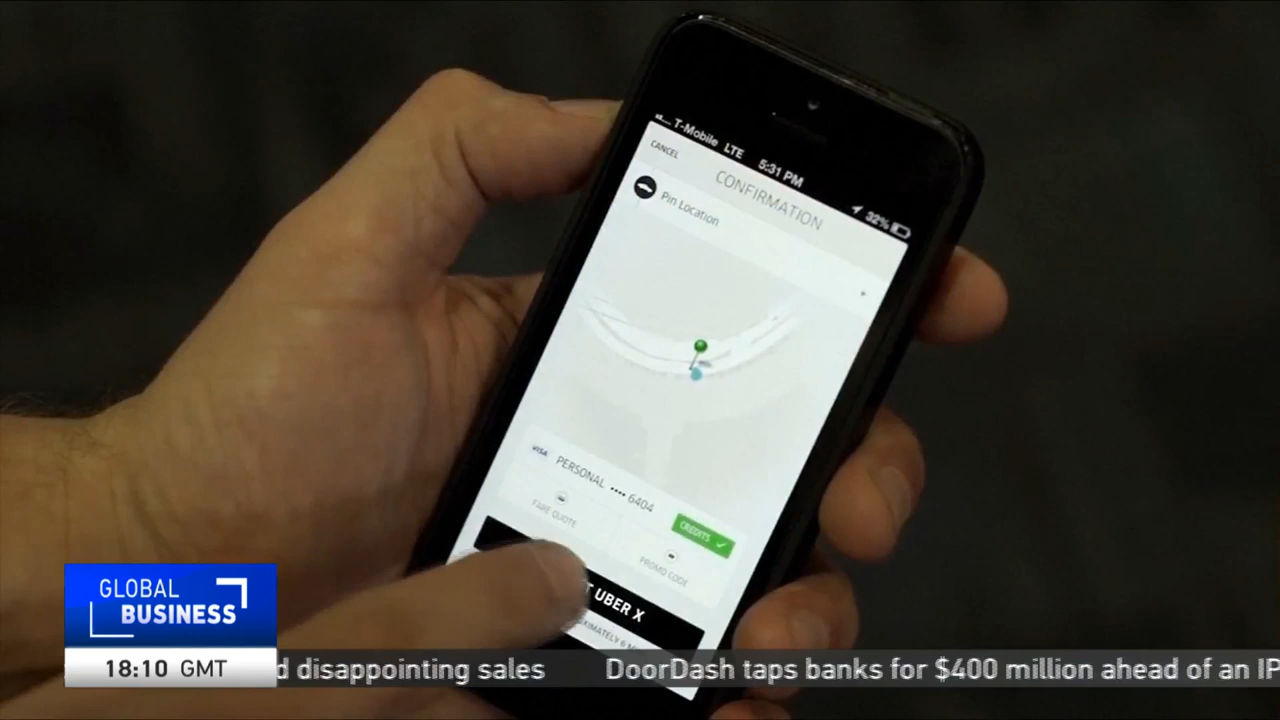 T-Mobile LTE 5:31 PM 32%
CANCEL
CONFIRMATION
Pin Location
VISA PERSONAL •••• 6404
CREDITS
FARE QUOTE
PROMO CODE
UBER X
GLOBAL
BUSINESS
18:10 GMT
d disappointing sales DoorDash taps banks for $400 million ahead of an IP